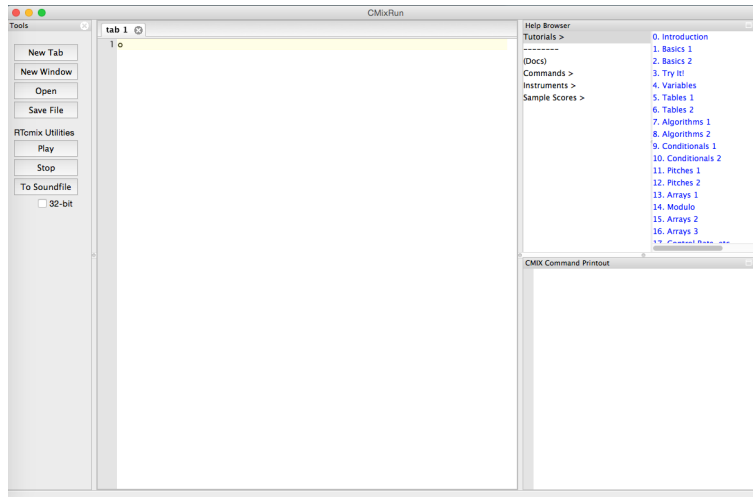 CMixRun
Tools
New Tab
New Window
Open
Save File
RTcmix Utilities
Play
Stop
To Soundfile
32-bit
tab 1
1
Help Browser
Tutorials >
--------
(Docs)
Commands >
Instruments >
Sample Scores >
0. Introduction
1. Basics 1
2. Basics 2
3. Try It!
4. Variables
5. Tables 1
6. Tables 2
7. Algorithms 1
8. Algorithms 2
9. Conditionals 1
10. Conditionals 2
11. Pitches 1
12. Pitches 2
13. Arrays 1
14. Modulo
15. Arrays 2
16. Arrays 3
17. Control Rate, etc
CMIX Command Printout